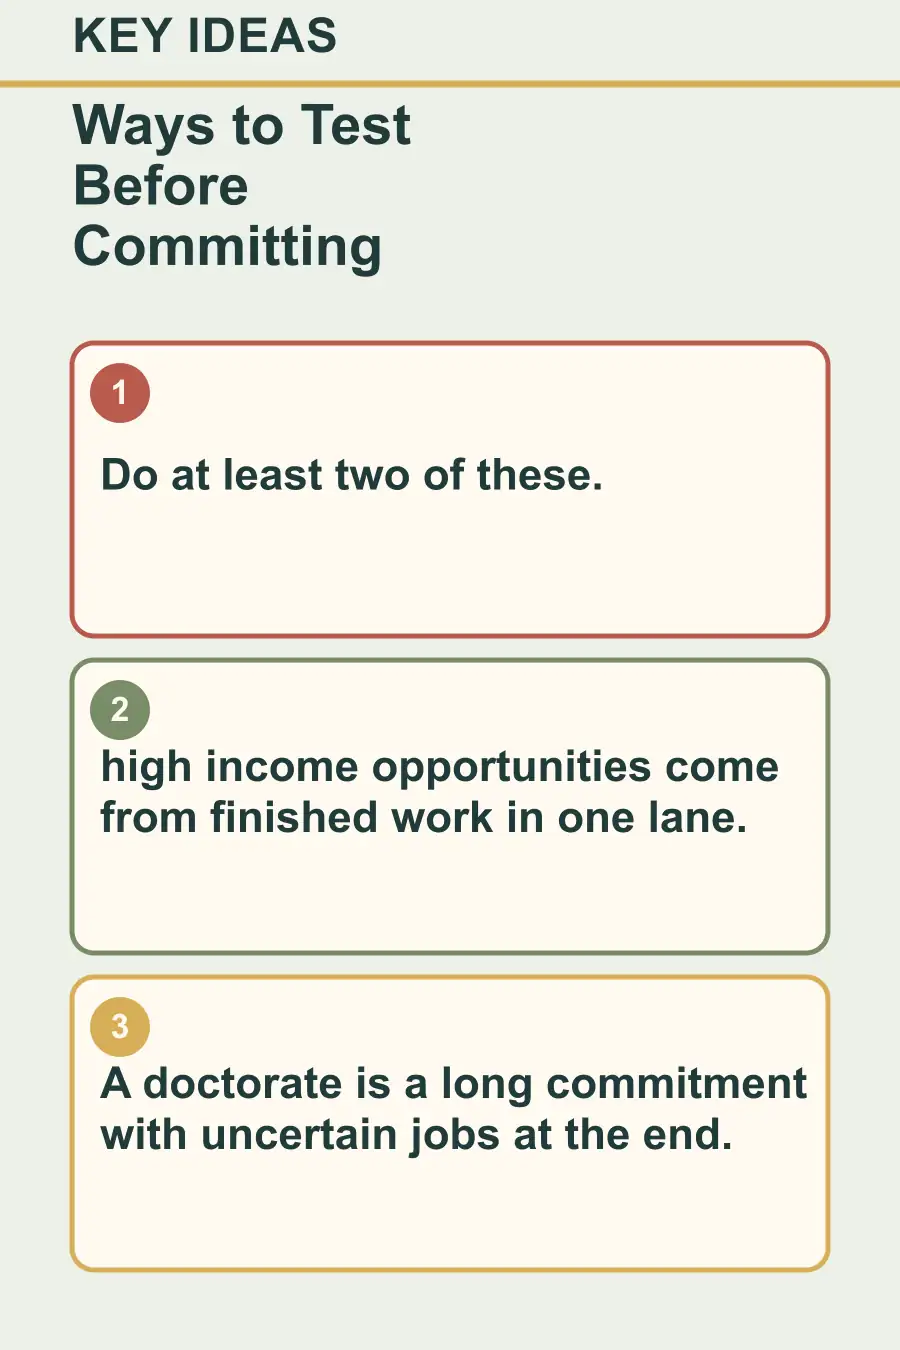 KEY IDEAS
Ways to Test
Before
Committing
1
Do at least two of these.
2
high income opportunities come
from finished work in one lane.
3
A doctorate is a long commitment
with uncertain jobs at the end.